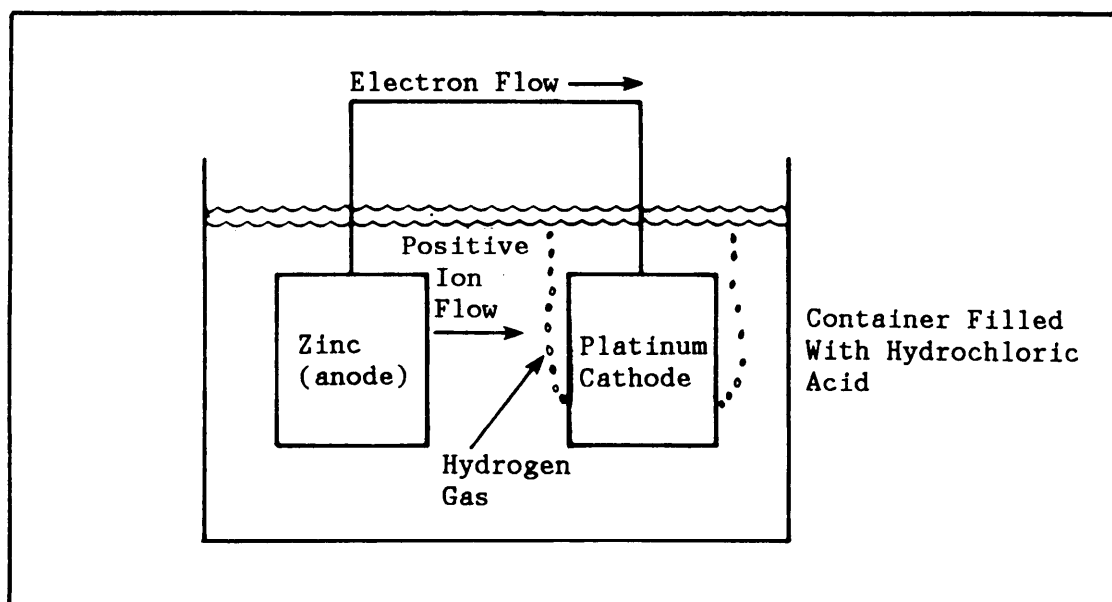 Electron Flow
Positive
Ion
Flow
Zinc
(anode)
Platinum
Cathode
Hydrogen
Gas
Container Filled
With Hydrochloric
Acid